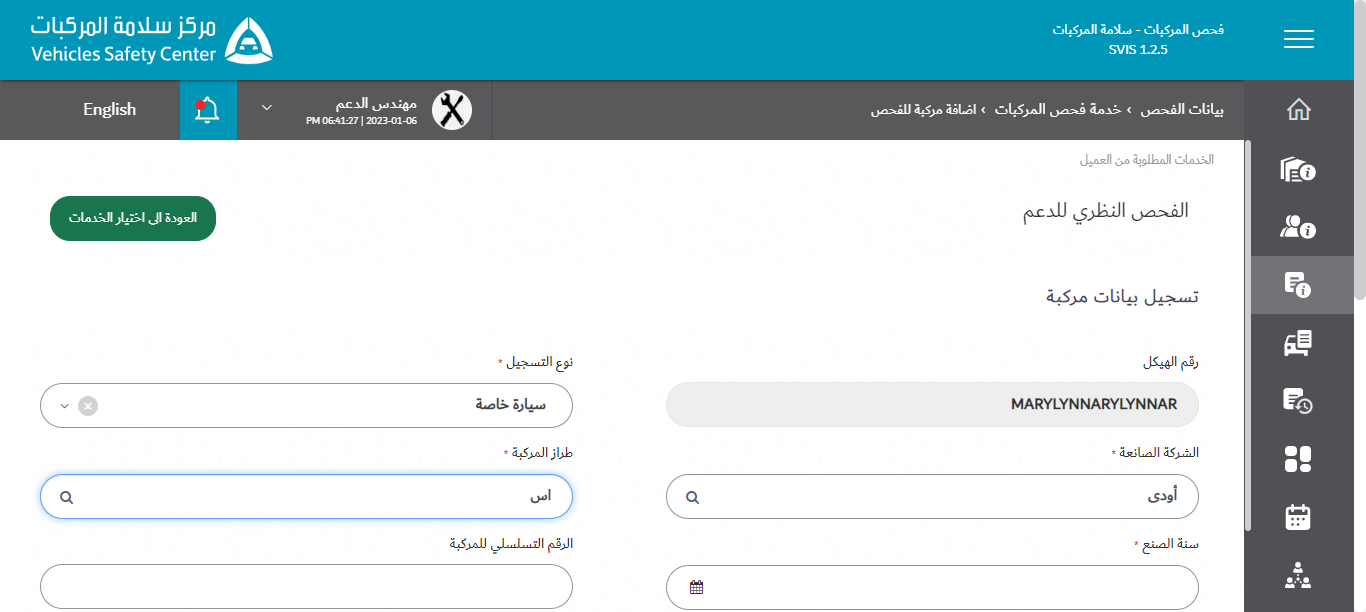 فحص المركبات - سلامة المركبات
SVIS 1.2.5
مركز سلامة المركبات
Vehicles Safety Center
بيانات الفحص › خدمة فحص المركبات › اضافة مركبة للفحص
مهندس الدعم
2023-01-06 | 06:41:27 PM
English
الخدمات المطلوبة من العميل
الفحص النظري للدعم
العودة الى اختيار الخدمات
تسجيل بيانات مركبة
رقم الهيكل
MARYLYNNARYLYNNAR
نوع التسجيل *
سيارة خاصة
الشركة الصانعة *
أودى
طراز المركبة *
اس
سنة الصنع *
الرقم التسلسلي للمركبة